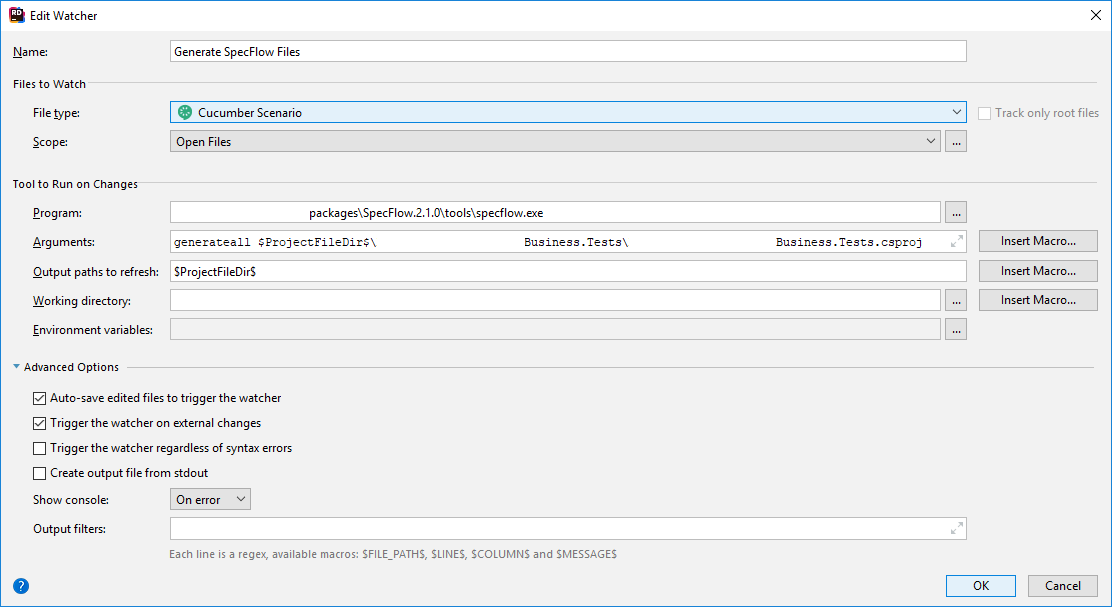 RD Edit Watcher
Name: Generate SpecFlow Files
Files to Watch
File type: Cucumber Scenario Track only root files
Scope: Open Files ...
Tool to Run on Changes
Program: packages\SpecFlow.2.1.0\tools\specflow.exe ...
Arguments: generateall $ProjectFileDir$\ Business.Tests\ Business.Tests.csproj Insert Macro...
Output paths to refresh: $ProjectFileDir$ Insert Macro...
Working directory: ... Insert Macro...
Environment variables: ...
Advanced Options
Auto-save edited files to trigger the watcher
Trigger the watcher on external changes
Trigger the watcher regardless of syntax errors
Create output file from stdout
Show console: On error
Output filters:
Each line is a regex, available macros: $FILE_PATH$, $LINE$, $COLUMN$ and $MESSAGE$
? OK Cancel